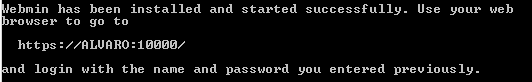 Webmin has been installed and started successfully. Use your web
browser to go to
https://ALVARO:10000/
and login with the name and password you entered previously.